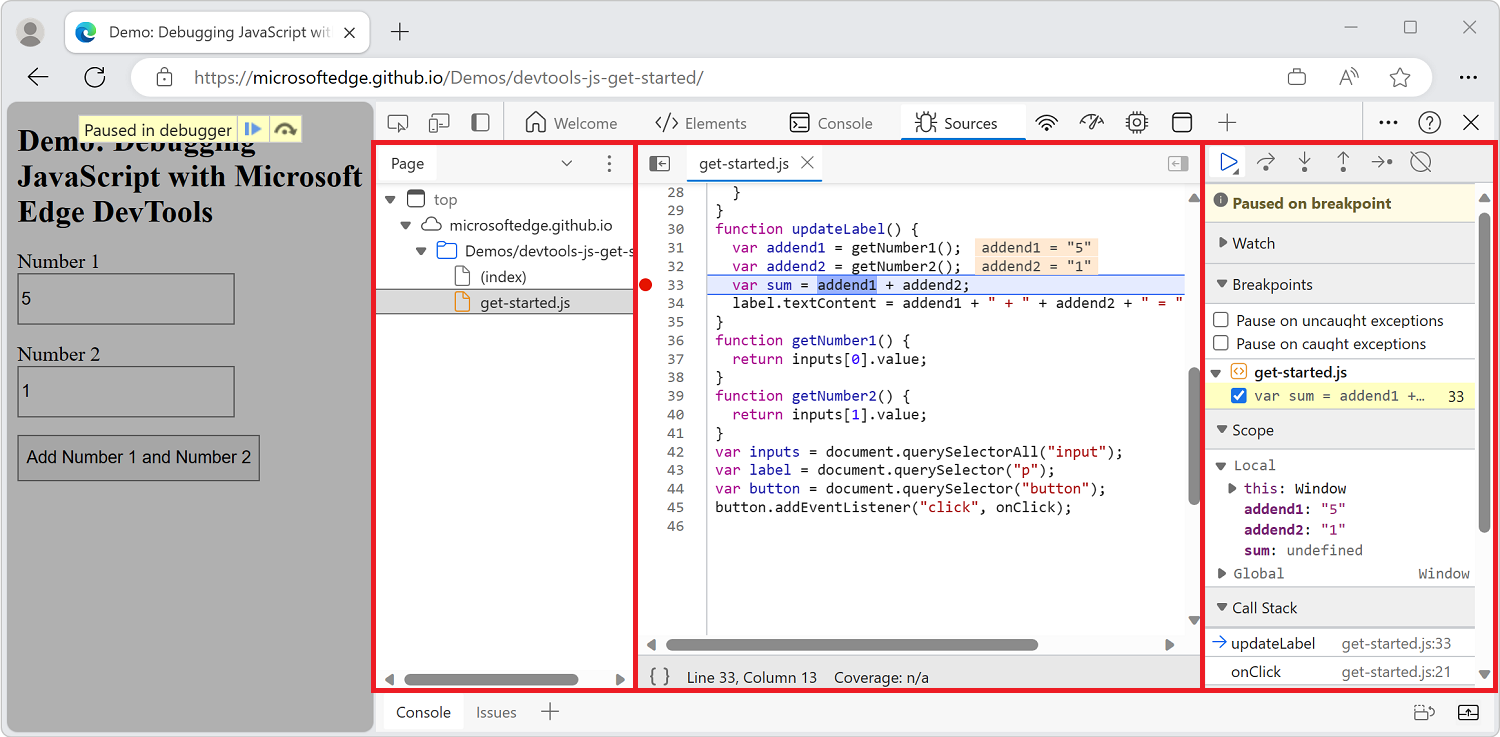 Demo: Debugging JavaScript wit
https://microsoftedge.github.io/Demos/devtools-js-get-started/
Paused in debugger
Demo: Debugging
JavaScript with Microsoft
Edge DevTools
Number 1
5
Number 2
1
Add Number 1 and Number 2
Welcome
Elements
Console
Sources
Page
top
microsoftedge.github.io
Demos/devtools-js-get-s
(index)
get-started.js
get-started.js
28 }
29 }
30 function updateLabel() {
31 var addend1 = getNumber1(); addend1 = "5"
32 var addend2 = getNumber2(); addend2 = "1"
33 var sum = addend1 + addend2;
34 label.textContent = addend1 + " + " + addend2 + " = "
35 }
36 function getNumber1() {
37 return inputs[0].value;
38 }
39 function getNumber2() {
40 return inputs[1].value;
41 }
42 var inputs = document.querySelectorAll("input");
43 var label = document.querySelector("p");
44 var button = document.querySelector("button");
45 button.addEventListener("click", onClick);
46
{ } Line 33, Column 13 Coverage: n/a
Paused on breakpoint
Watch
Breakpoints
Pause on uncaught exceptions
Pause on caught exceptions
get-started.js
var sum = addend1 +… 33
Scope
Local
this: Window
addend1: "5"
addend2: "1"
sum: undefined
Global Window
Call Stack
updateLabel get-started.js:33
onClick get-started.js:21
Console Issues